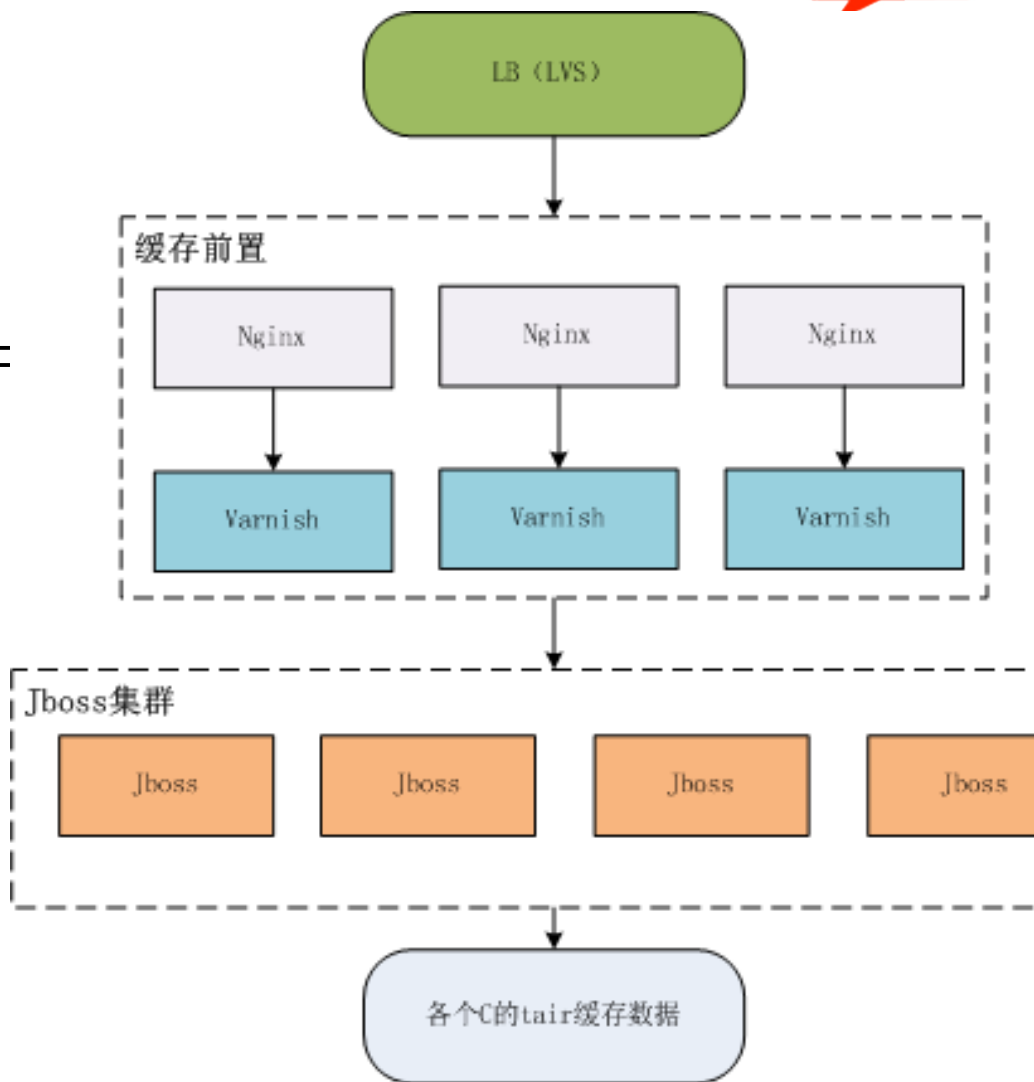 LB（LVS）
缓存前置
Nginx Nginx Nginx
Varnish Varnish Varnish
Jboss集群
Jboss Jboss Jboss Jboss
各个C的tair缓存数据